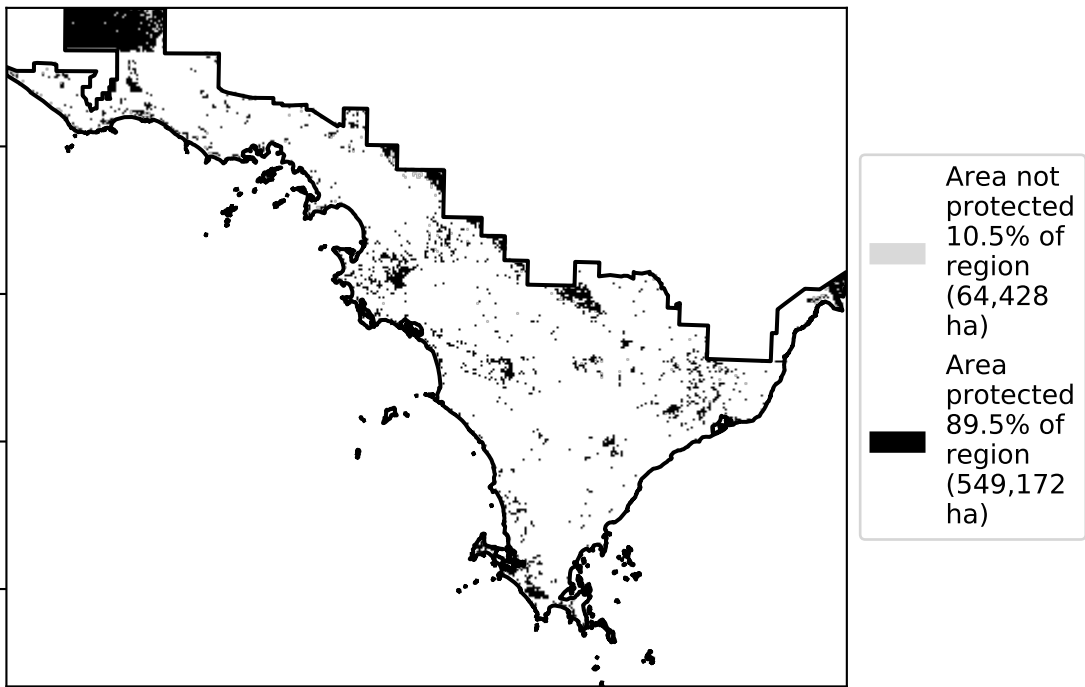 Area not
protected
10.5% of
region
(64,428
ha)
Area
protected
89.5% of
region
(549,172
ha)